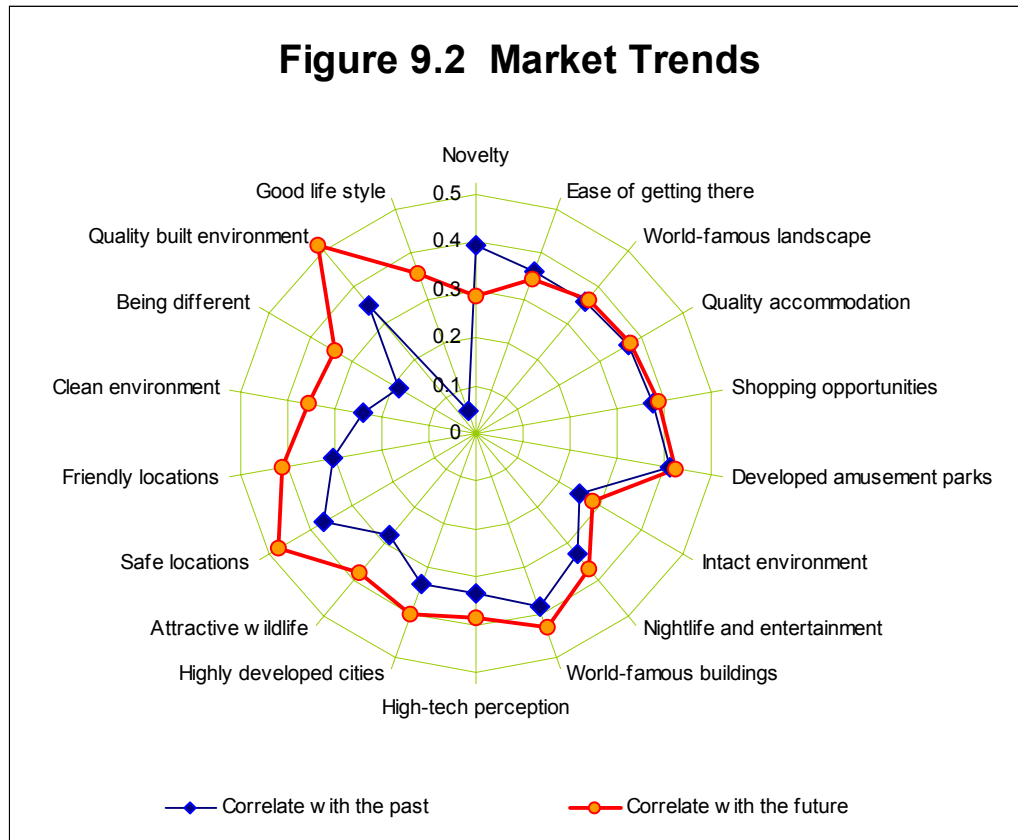 Figure 9.2 Market Trends
Novelty
Good life style
0.5
Ease of getting there
Quality built environment
0.4
World-famous landscape
Being different
0.3
Quality accommodation
0.2
Clean environment
0.1
Shopping opportunities
0
Friendly locations
Developed amusement parks
Safe locations
Intact environment
Attractive wildlife
Nightlife and entertainment
Highly developed cities
World-famous buildings
High-tech perception
Correlate with the past
Correlate with the future